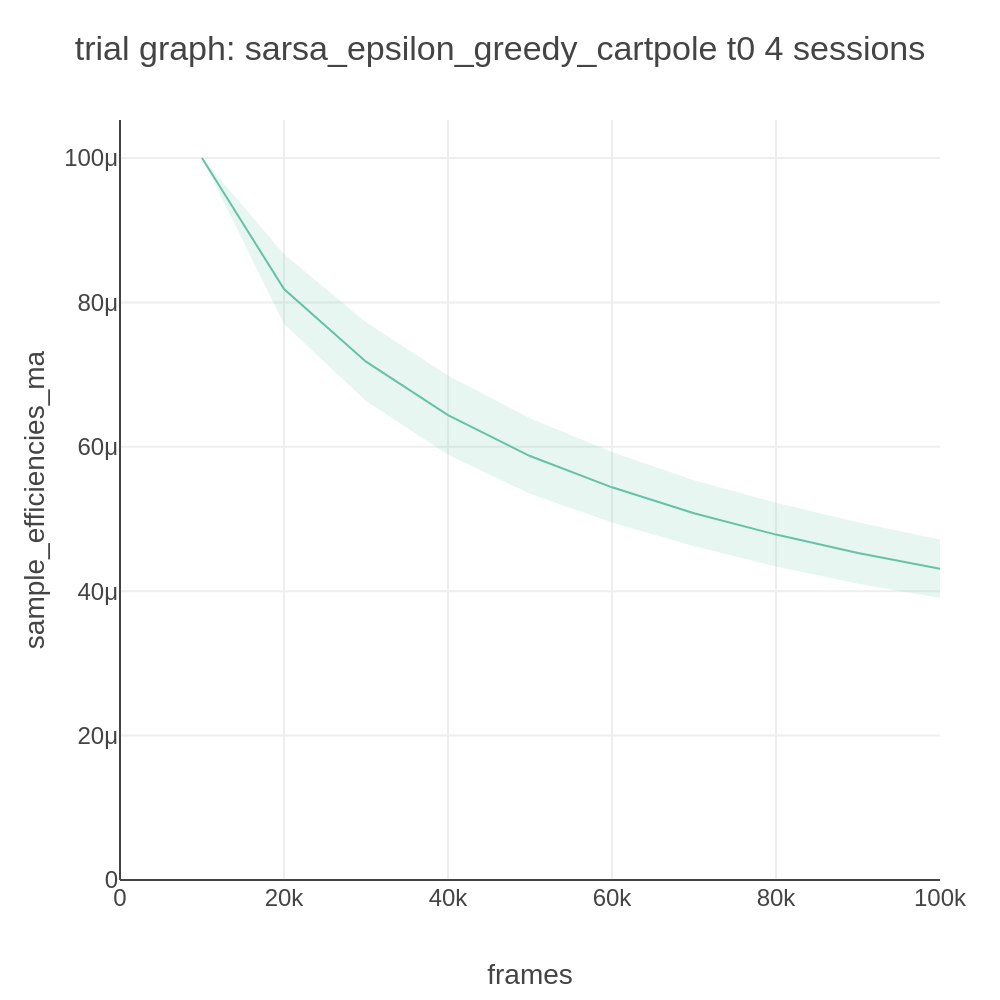 trial graph: sarsa_epsilon_greedy_cartpole t0 4 sessions
100μ
80μ
60μ
40μ
20μ
0
sample_efficiencies_ma
0 20k 40k 60k 80k 100k
frames